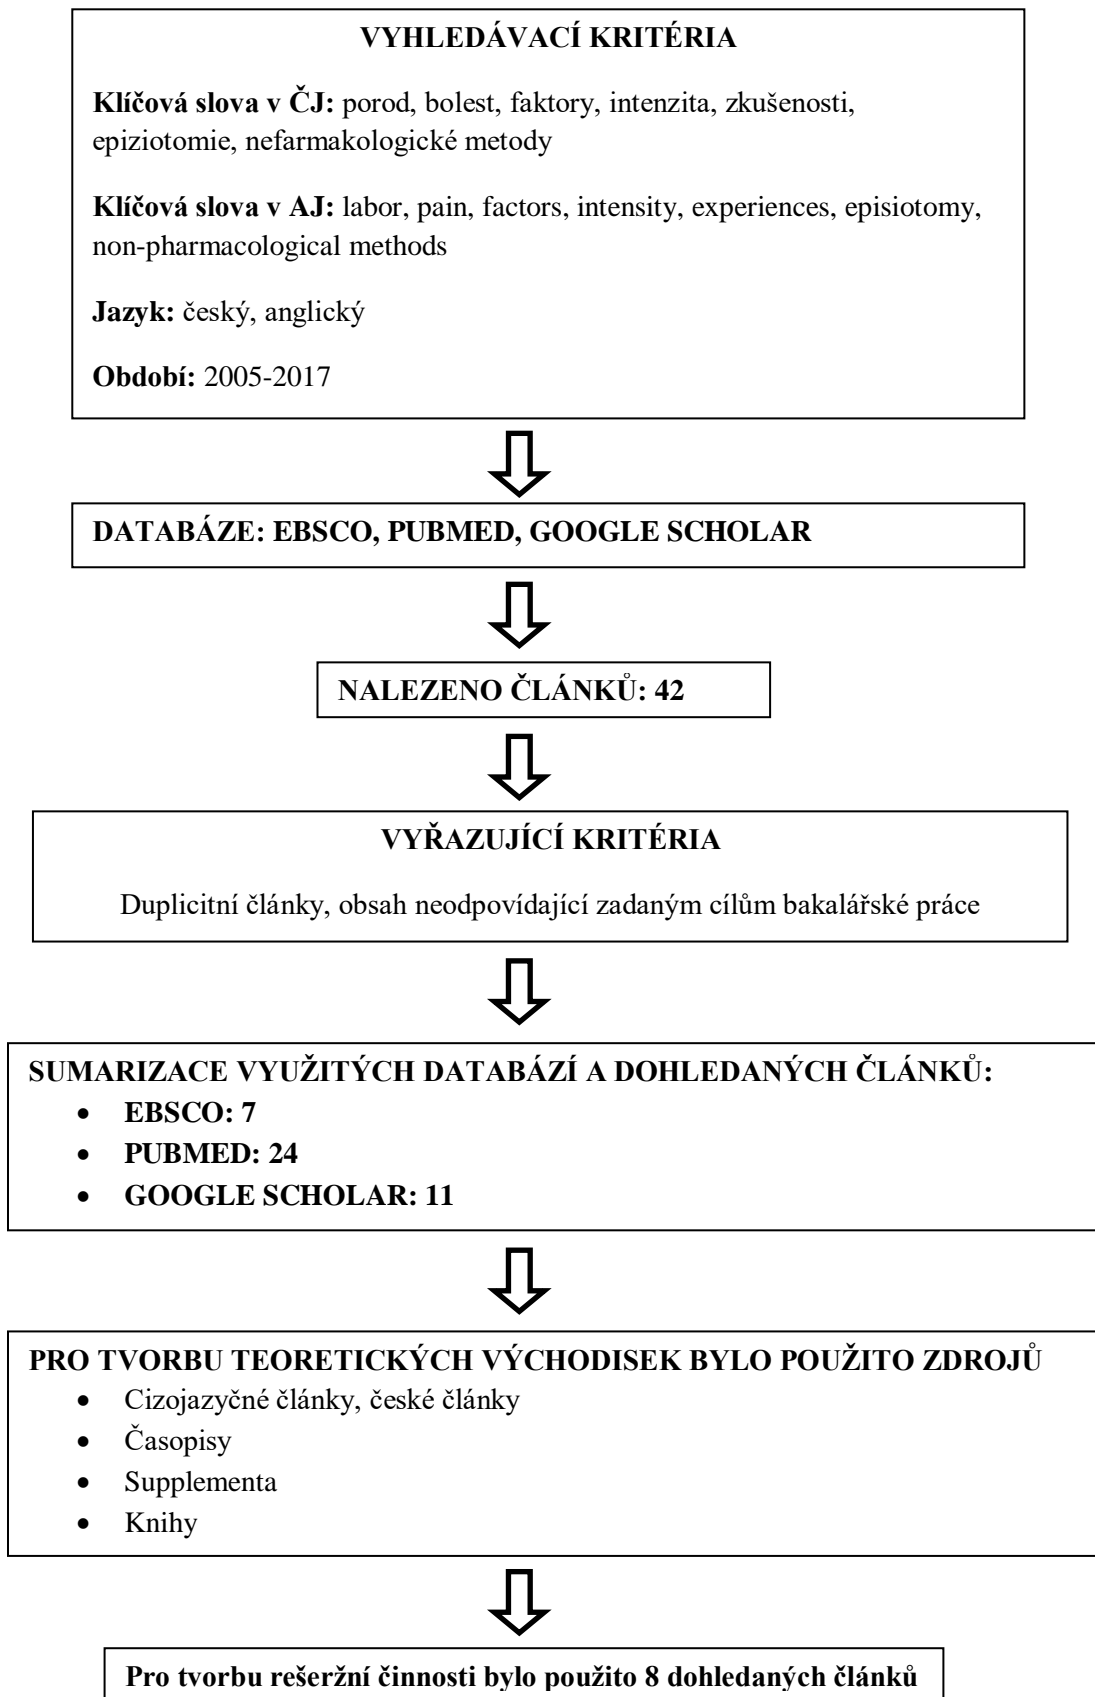 VYHLEDÁVACÍ KRITÉRIA
Klíčová slova v ČJ: porod, bolest, faktory, intenzita, zkušenosti,
epiziotomie, nefarmakologické metody
Klíčová slova v AJ: labor, pain, factors, intensity, experiences, episiotomy,
non-pharmacological methods
Jazyk: český, anglický
Období: 2005-2017
DATABÁZE: EBSCO, PUBMED, GOOGLE SCHOLAR
NALEZENO ČLÁNKŮ: 42
VYŘAZUJÍCÍ KRITÉRIA
Duplicitní články, obsah neodpovídající zadaným cílům bakalářské práce
SUMARIZACE VYUŽITÝCH DATABÁZÍ A DOHLEDANÝCH ČLÁNKŮ:
• EBSCO: 7
• PUBMED: 24
• GOOGLE SCHOLAR: 11
PRO TVORBU TEORETICKÝCH VÝCHODISEK BYLO POUŽITO ZDROJŮ
• Cizojazyčné články, české články
• Časopisy
• Supplementa
• Knihy
Pro tvorbu rešeržní činnosti bylo použito 8 dohledaných článků